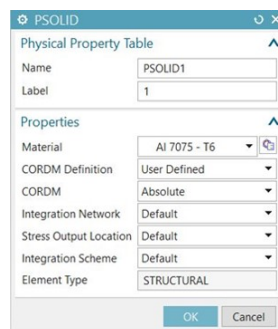 PSOLID
Physical Property Table
Name PSOLID1
Label 1
Properties
Material Al 7075 - T6
CORDM Definition User Defined
CORDM Absolute
Integration Network Default
Stress Output Location Default
Integration Scheme Default
Element Type STRUCTURAL
OK Cancel